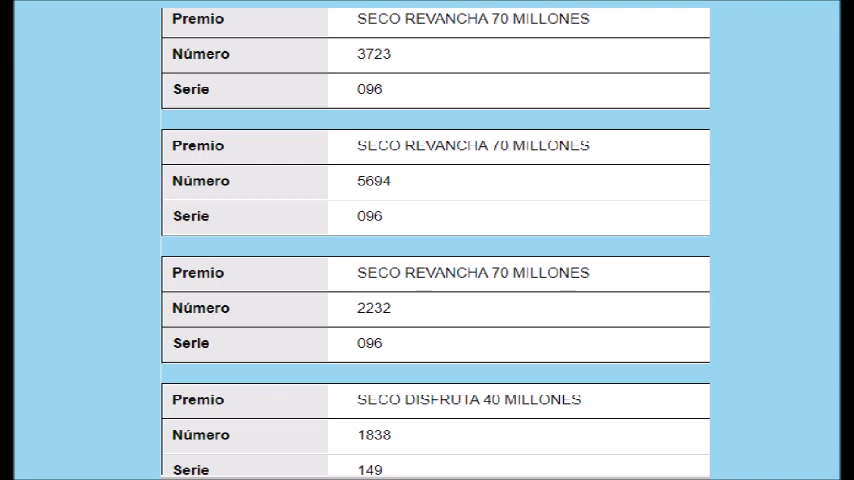 Premio SECO REVANCHA 70 MILLONES
Número 3723
Serie 096
Premio SECO REVANCHA 70 MILLONES
Número 5694
Serie 096
Premio SECO REVANCHA 70 MILLONES
Número 2232
Serie 096
Premio SECO DISFRUTA 40 MILLONES
Número 1838
Serie 149